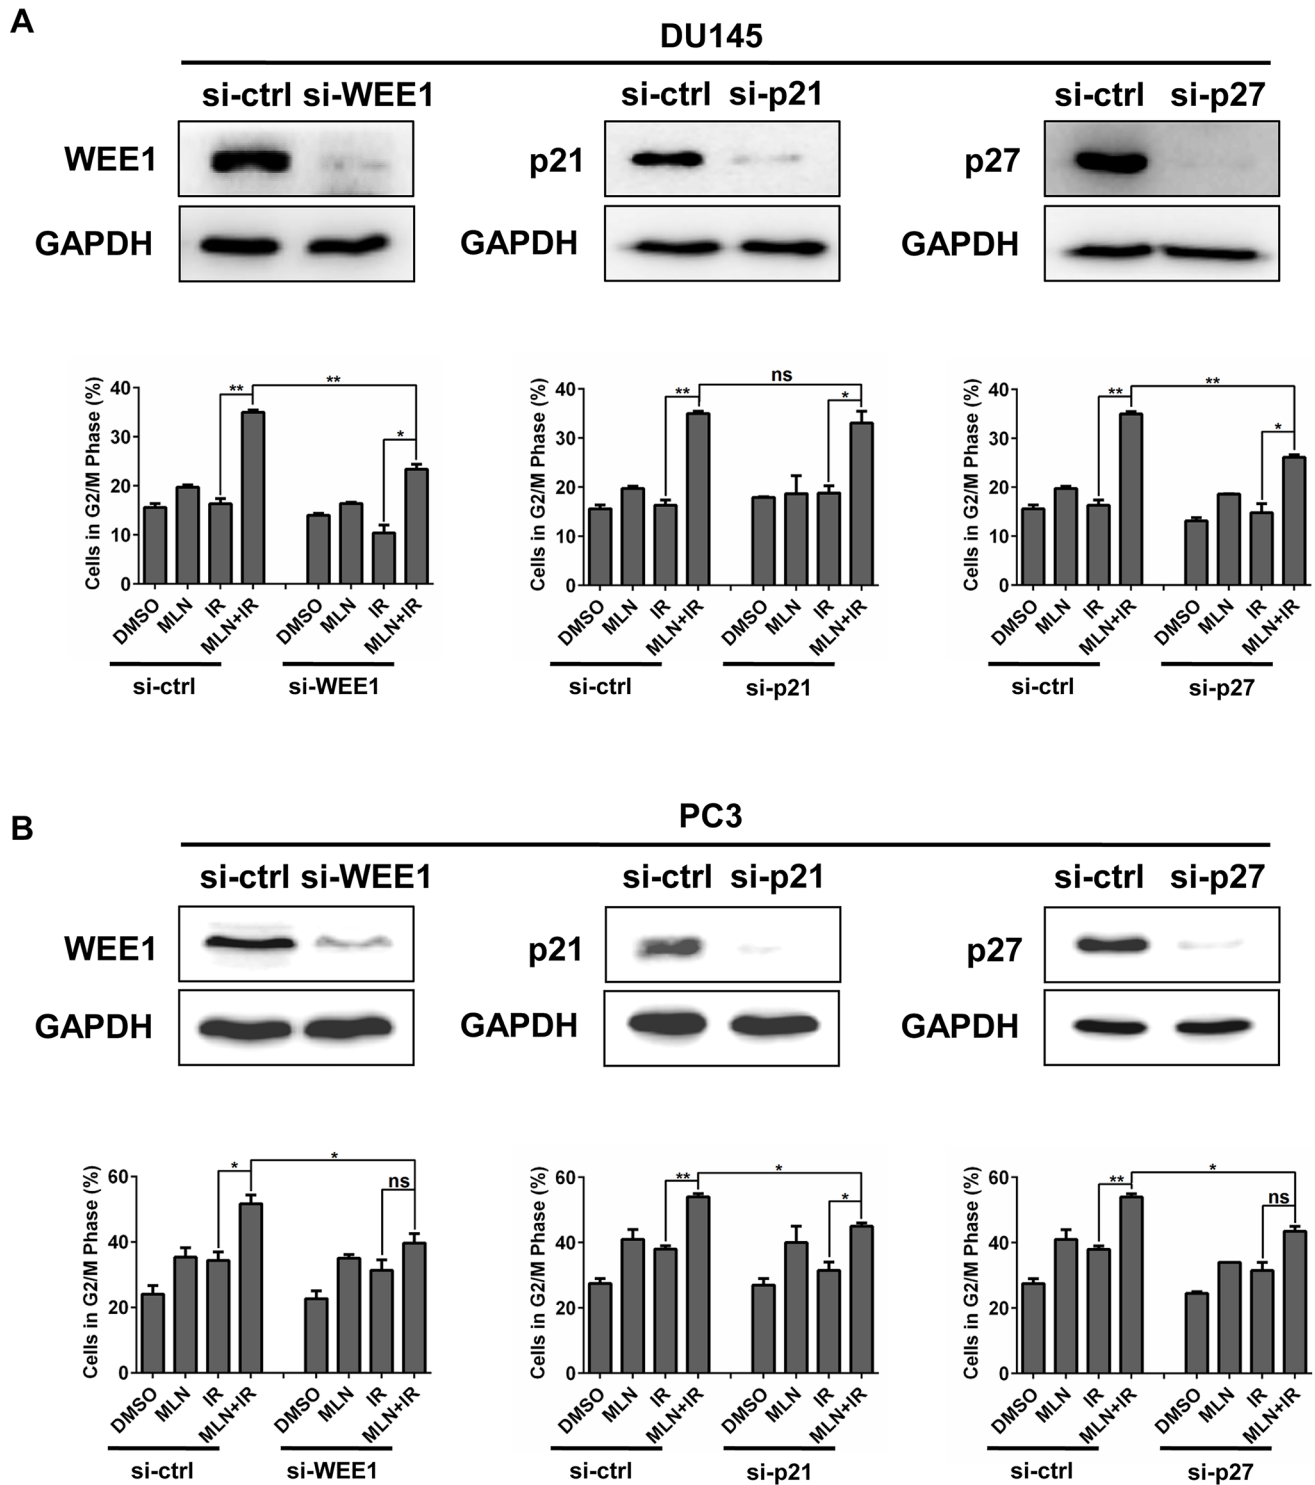 A
DU145
si-ctrl si-WEE1
si-ctrl si-p21
si-ctrl si-p27
WEE1
p21
p27
GAPDH
GAPDH
GAPDH
Cells in G2/M Phase (%)
40
30
20
10
0
**
**
*
DMSO
MLN
IR
MLN+IR
DMSO
MLN
IR
MLN+IR
si-ctrl
si-WEE1
Cells in G2/M Phase (%)
40
30
20
10
0
**
ns
*
DMSO
MLN
IR
MLN+IR
DMSO
MLN
IR
MLN+IR
si-ctrl
si-p21
Cells in G2/M Phase (%)
40
30
20
10
0
**
**
*
DMSO
MLN
IR
MLN+IR
DMSO
MLN
IR
MLN+IR
si-ctrl
si-p27
B
PC3
si-ctrl si-WEE1
si-ctrl si-p21
si-ctrl si-p27
WEE1
p21
p27
GAPDH
GAPDH
GAPDH
Cells in G2/M Phase (%)
60
40
20
0
*
*
ns
DMSO
MLN
IR
MLN+IR
DMSO
MLN
IR
MLN+IR
si-ctrl
si-WEE1
Cells in G2/M Phase (%)
60
40
20
0
**
*
*
DMSO
MLN
IR
MLN+IR
DMSO
MLN
IR
MLN+IR
si-ctrl
si-p21
Cells in G2/M Phase (%)
60
40
20
0
**
*
ns
DMSO
MLN
IR
MLN+IR
DMSO
MLN
IR
MLN+IR
si-ctrl
si-p27